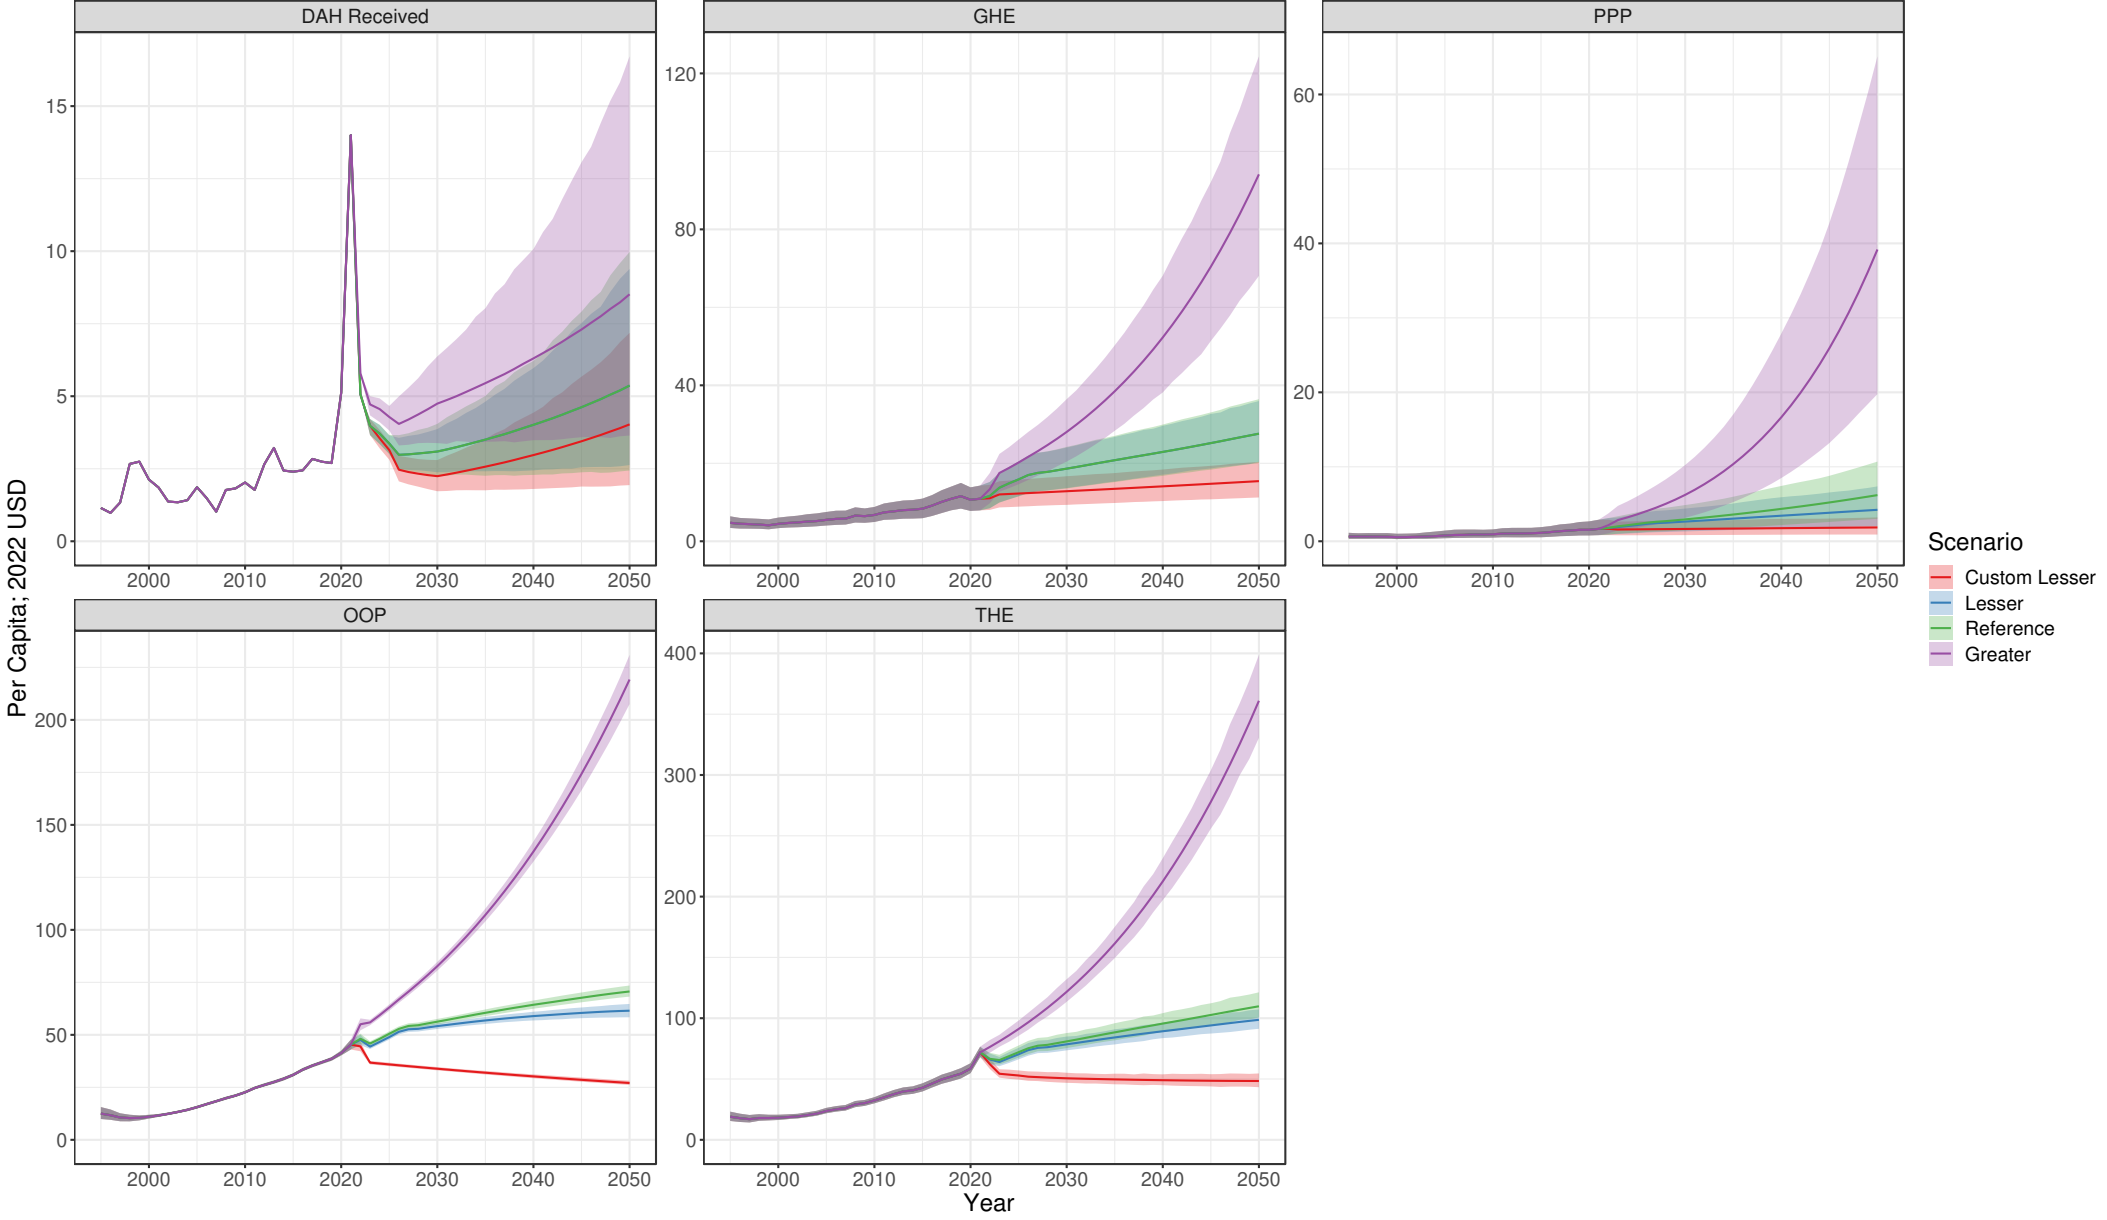 DAH Received
GHE
PPP
15
10
5
0
120
80
40
0
60
40
20
0
2000 2010 2020 2030 2040 2050
2000 2010 2020 2030 2040 2050
2000 2010 2020 2030 2040 2050
Per Capita; 2022 USD
OOP
THE
200
150
100
50
0
400
300
200
100
0
2000 2010 2020 2030 2040 2050
2000 2010 2020 2030 2040 2050
Year
Scenario
Custom Lesser
Lesser
Reference
Greater